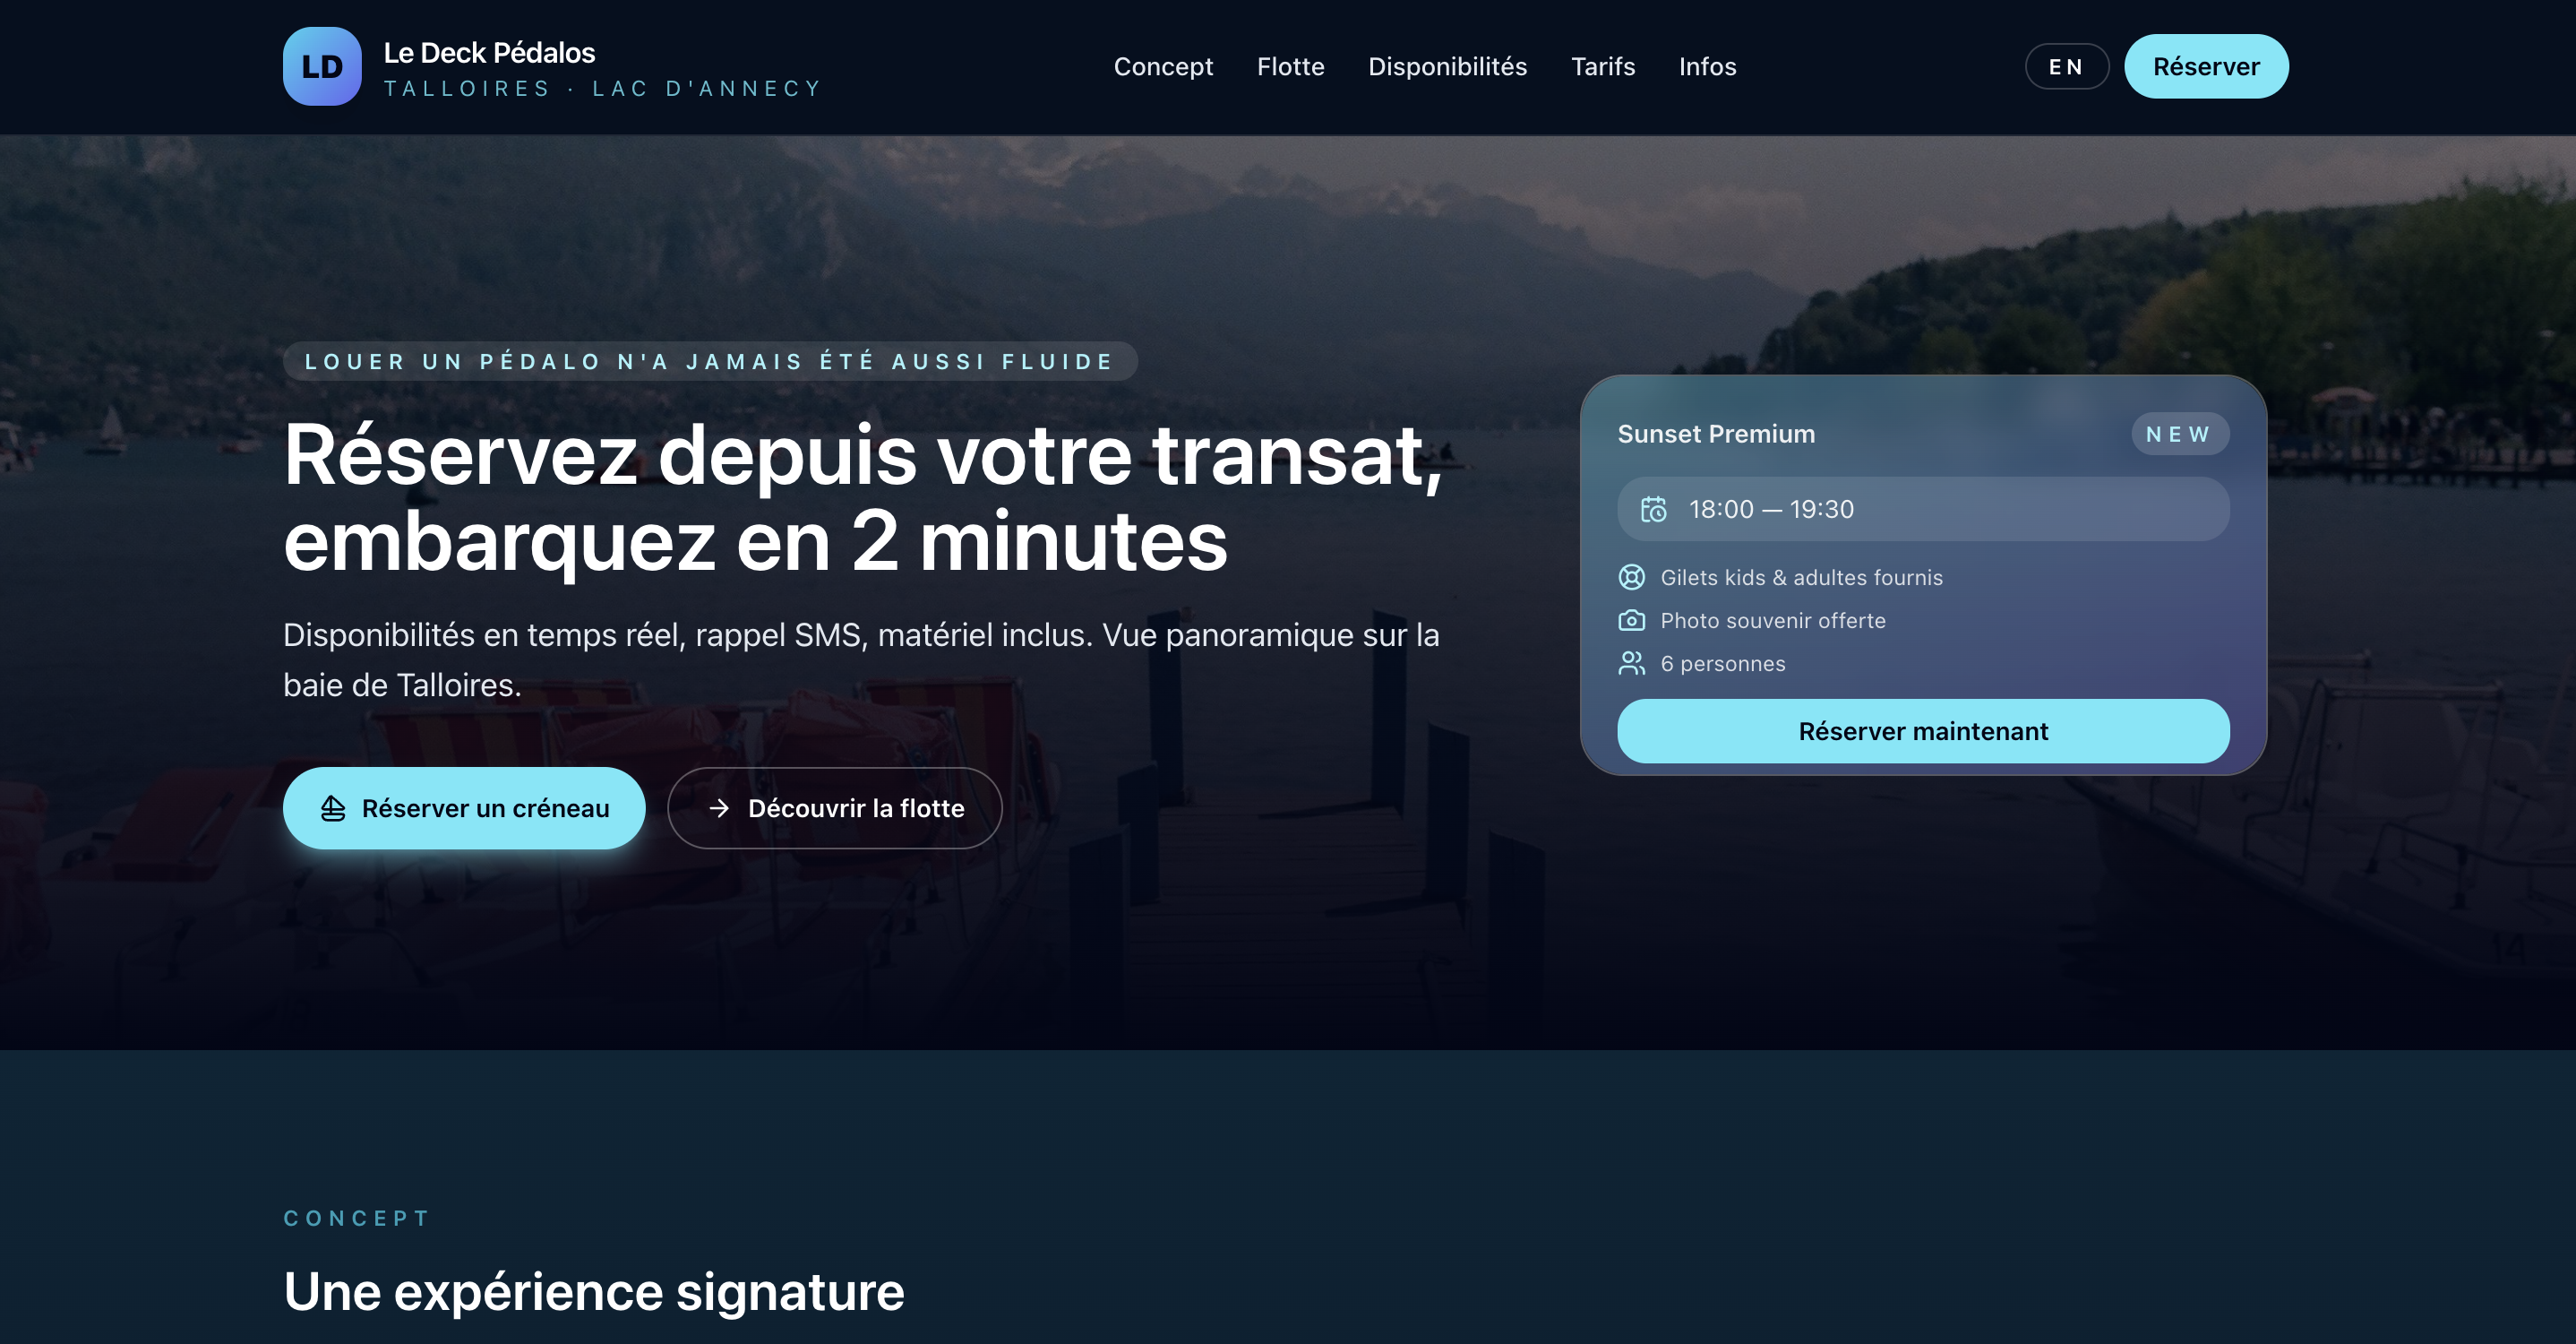 LD
Le Deck Pédalos
TALLOIRES · LAC D'ANNECY
Concept
Flotte
Disponibilités
Tarifs
Infos
EN
Réserver
LOUER UN PÉDALO N'A JAMAIS ÉTÉ AUSSI FLUIDE
Réservez depuis votre transat,
embarquez en 2 minutes
Disponibilités en temps réel, rappel SMS, matériel inclus. Vue panoramique sur la
baie de Talloires.
Réserver un créneau
Découvrir la flotte
Sunset Premium
NEW
18:00 — 19:30
Gilets kids & adultes fournis
Photo souvenir offerte
6 personnes
Réserver maintenant
14
CONCEPT
Une expérience signature